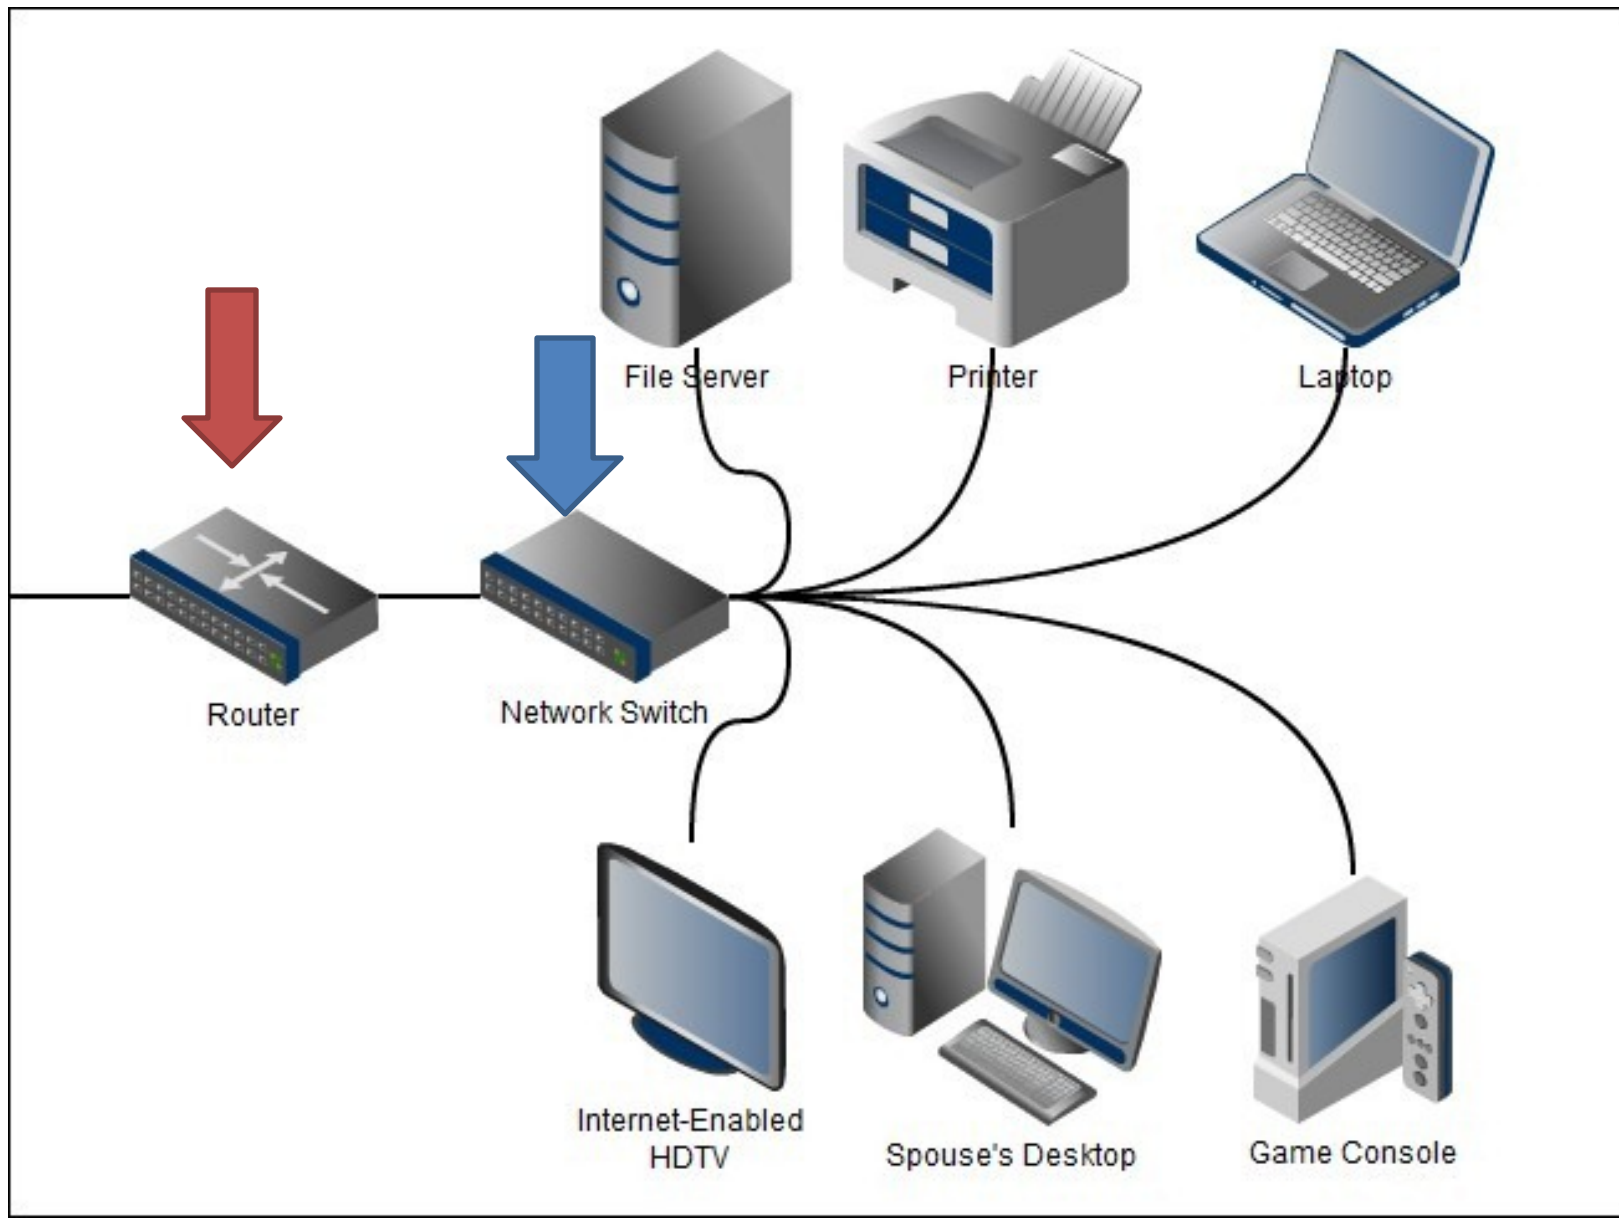 File Server
Printer
Laptop
Router
Network Switch
Internet-Enabled
HDTV
Spouse's Desktop
Game Console